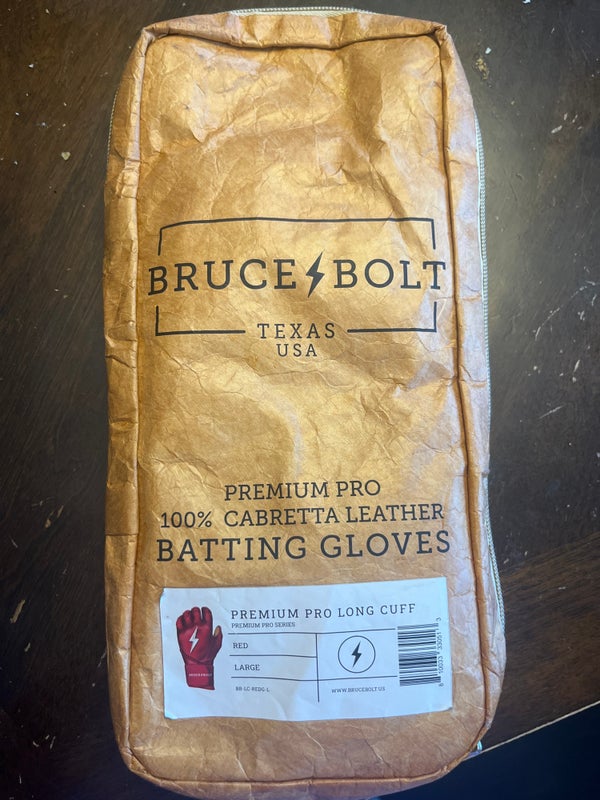 BRUCE BOLT
TEXAS
USA
PREMIUM PRO
100% CABRETTA LEATHER
BATTING GLOVES
PREMIUM PRO LONG CUFF
PREMIUM PRO SERIES
RED
LARGE
BB-LC-REDG-L
WWW.BRUCEBOLT.US